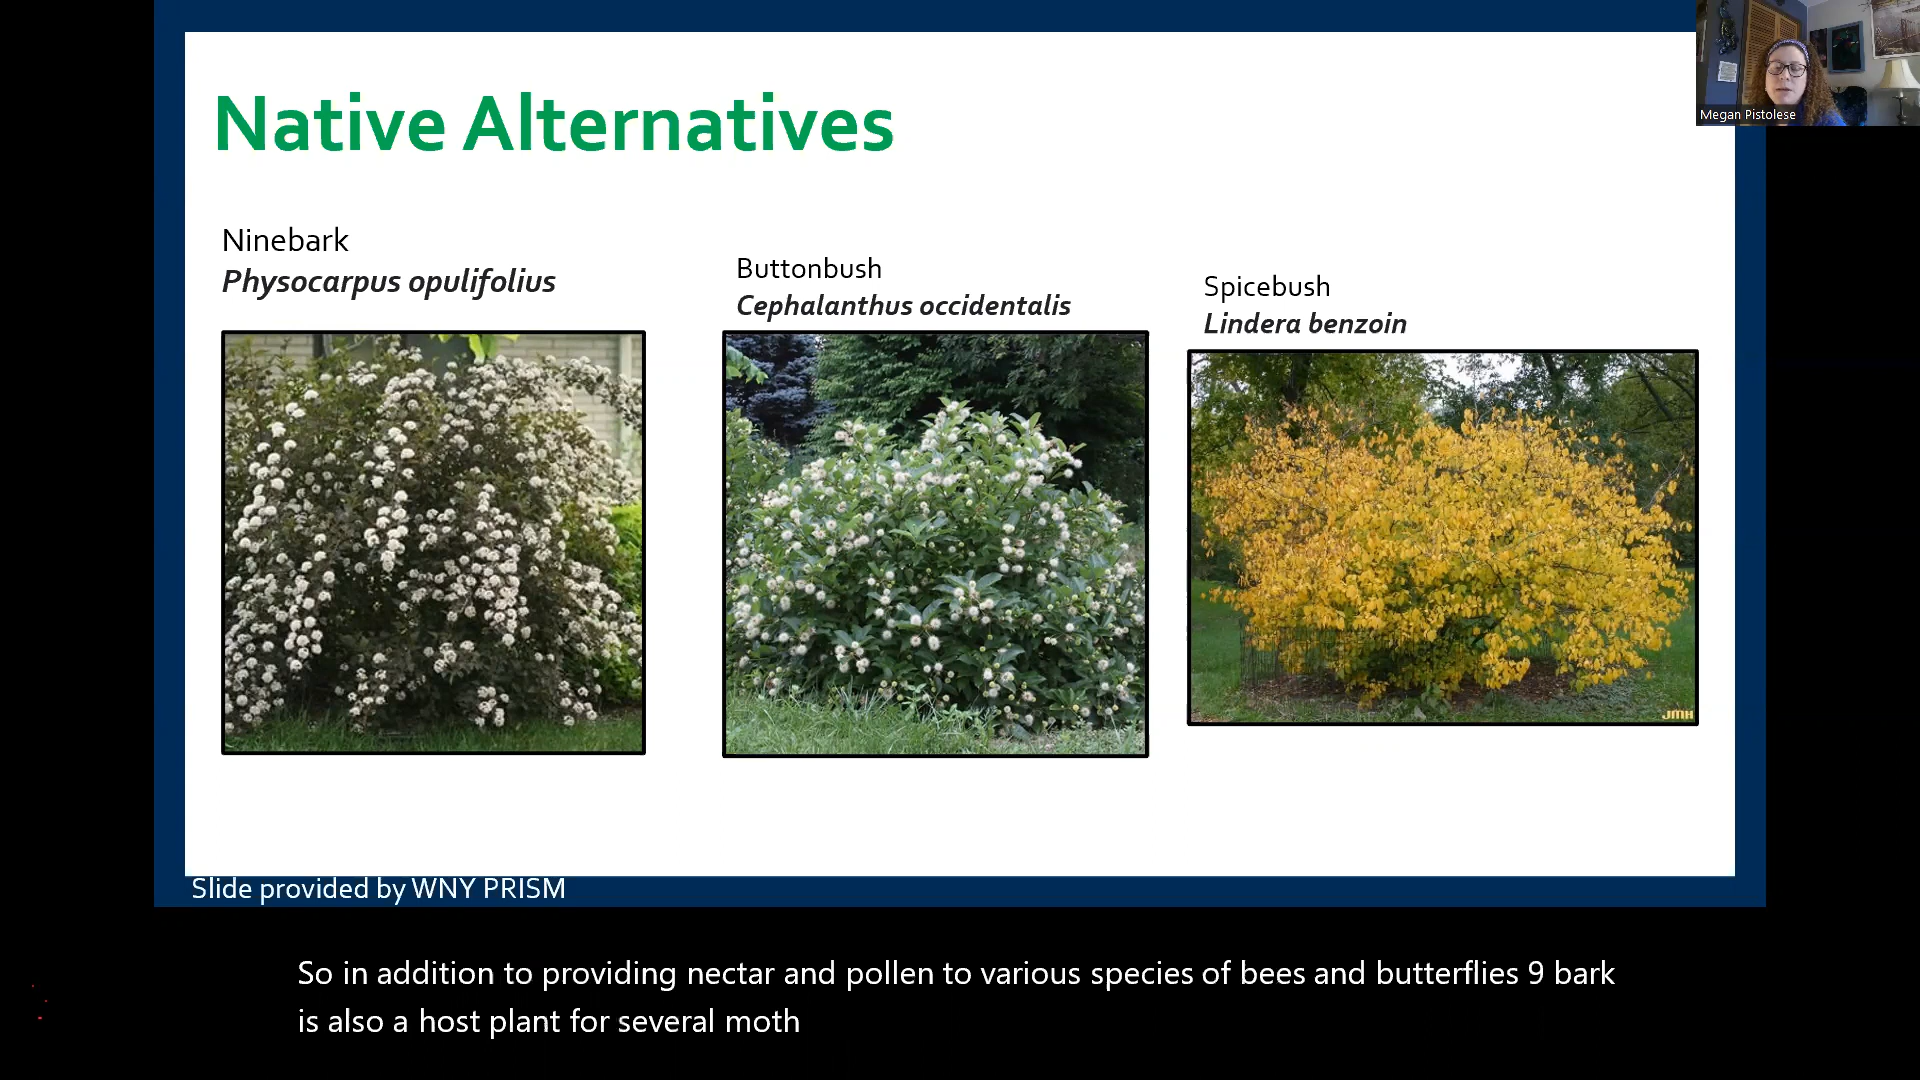 Native Alternatives
Megan Pistolese
Ninebark
Physocarpus opulifolius
Buttonbush
Cephalanthus occidentalis
Spicebush
Lindera benzoin
JMH
Slide provided by WNY PRISM
So in addition to providing nectar and pollen to various species of bees and butterflies 9 bark
is also a host plant for several moth